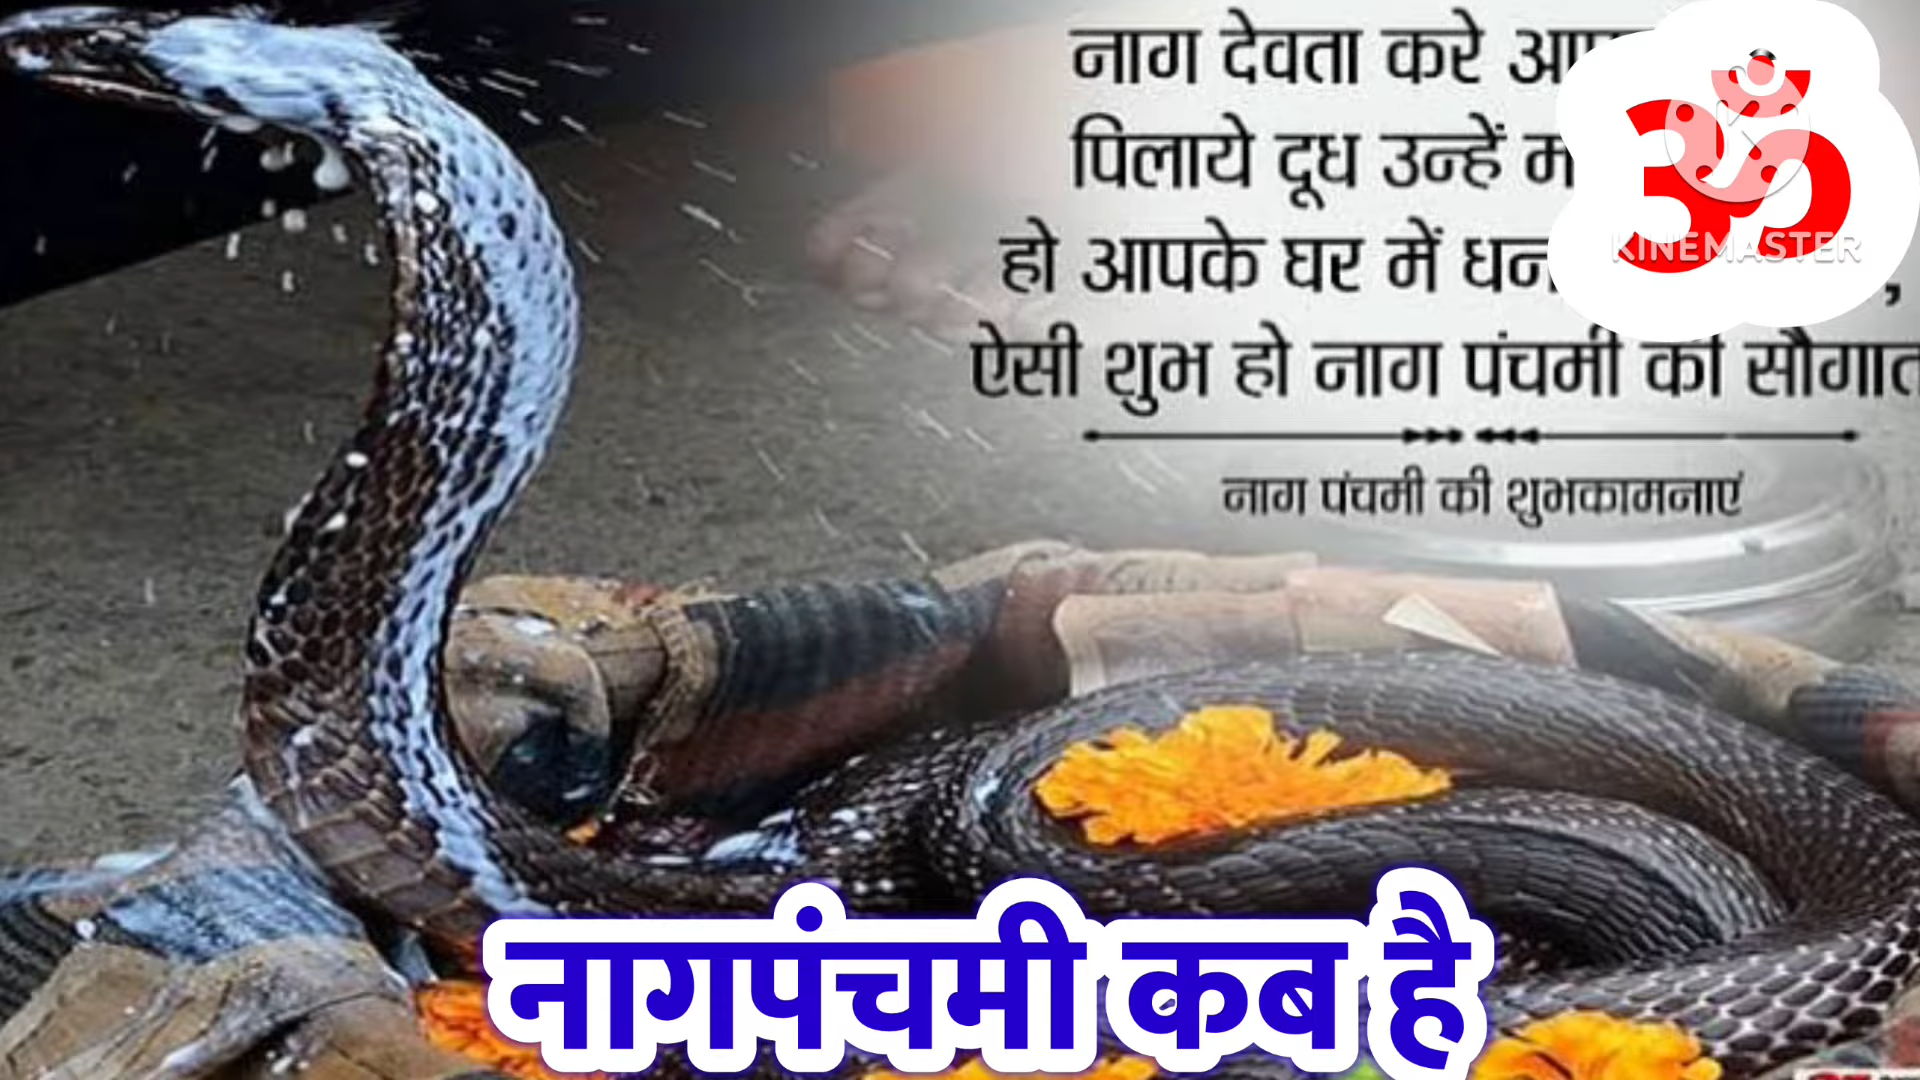 नाग देवता करे
पिलाये दूध उन्हें
ॐ
KINEMASTER
हो आपके घर में धन
ऐसी शुभ हो नाग पंचमी की सौगात
नाग पंचमी की शुभकामनाएं
नागपंचमी कब है